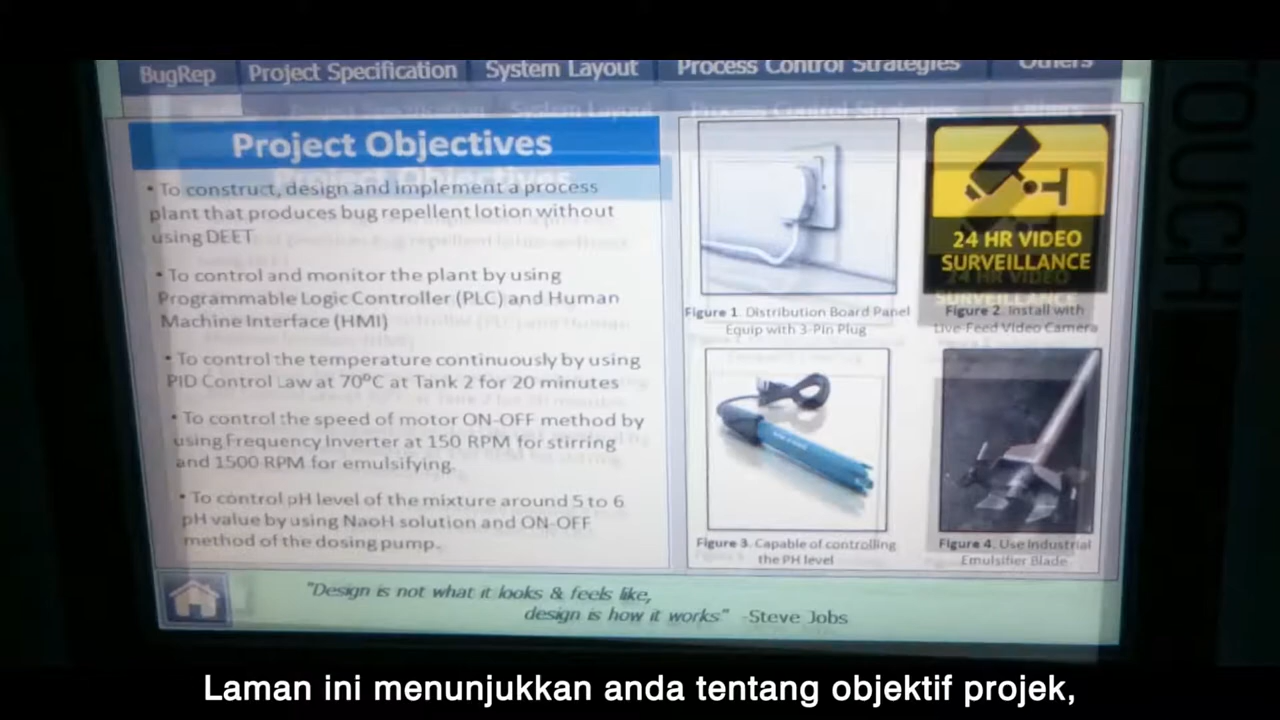 BugRep
Project Specification
System Layout
Process Control Strategies
Others
Project Objectives
• To construct, design and implement a process
plant that produces bug repellent lotion without
using DEET
• To control and monitor the plant by using
Programmable Logic Controller (PLC) and Human
Machine Interface (HMI)
• To control the temperature continuously by using
PID Control Law at 70°C at Tank 2 for 20 minutes
• To control the speed of motor ON-OFF method by
using Frequency Inverter at 150 RPM for stirring
and 1500 RPM for emulsifying.
• To control pH level of the mixture around 5 to 6
pH value by using NaoH solution and ON-OFF
method of the dosing pump.
24 HR VIDEO
SURVEILLANCE
Figure 1. Distribution Board Panel
Equip with 3-Pin Plug
Figure 2. Install with
Live-Feed Video Camera
Figure 3. Capable of controlling
the PH level
Figure 4. Use Industrial
Emulsifier Blade
"Design is not what it looks & feels like,
design is how it works" -Steve Jobs
TOUCH
Laman ini menunjukkan anda tentang objektif projek,